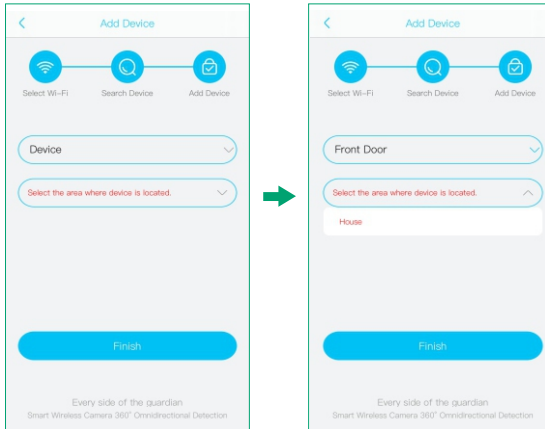 Add Device
Select Wi-Fi Search Device Add Device
Device
Select the area where device is located.
Finish
Every side of the guardian
Smart Wireless Camera 360° Omnidirectional Detection
Add Device
Select Wi-Fi Search Device Add Device
Front Door
Select the area where device is located.
House
Finish
Every side of the guardian
Smart Wireless Camera 360° Omnidirectional Detection